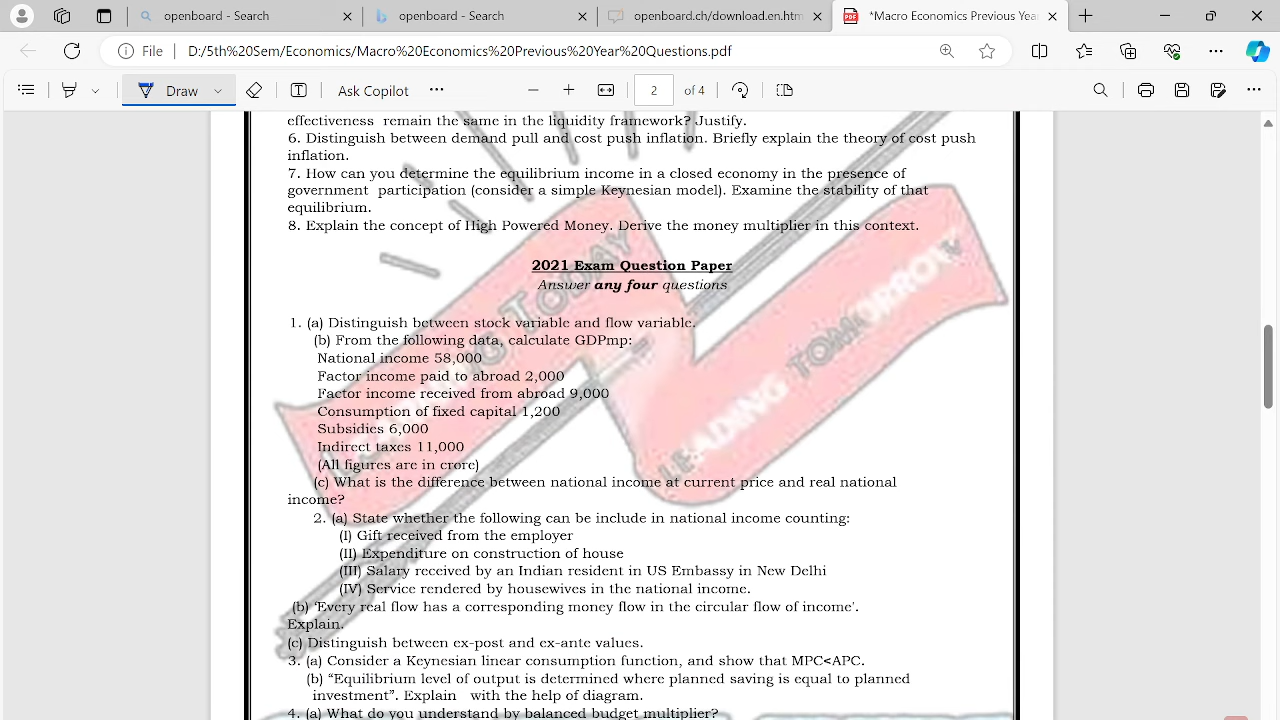 openboard - Search
openboard - Search
openboard.ch/download.en.htm
*Macro Economics Previous Yea
File
D:/5th%20Sem/Economics/Macro%20Economics%20Previous%20Year%20Questions.pdf
Draw
Ask Copilot
2 of 4
effectiveness remain the same in the liquidity framework? Justify.
6. Distinguish between demand pull and cost push inflation. Briefly explain the theory of cost push
inflation.
7. How can you determine the equilibrium income in a closed economy in the presence of
government participation (consider a simple Keynesian model). Examine the stability of that
equilibrium.
8. Explain the concept of High Powered Money. Derive the money multiplier in this context.
2021 Exam Question Paper
Answer any four questions
1. (a) Distinguish between stock variable and flow variable.
(b) From the following data, calculate GDPmp:
National income 58,000
Factor income paid to abroad 2,000
Factor income received from abroad 9,000
Consumption of fixed capital 1,200
Subsidies 6,000
Indirect taxes 11,000
(All figures are in crore)
(c) What is the difference between national income at current price and real national
income?
2. (a) State whether the following can be include in national income counting:
(I) Gift received from the employer
(II) Expenditure on construction of house
(III) Salary received by an Indian resident in US Embassy in New Delhi
(IV) Service rendered by housewives in the national income.
(b) ‘Every real flow has a corresponding money flow in the circular flow of income’.
Explain.
(c) Distinguish between ex-post and ex-ante values.
3. (a) Consider a Keynesian linear consumption function, and show that MPC<APC.
(b) “Equilibrium level of output is determined where planned saving is equal to planned
investment”. Explain with the help of diagram.
4. (a) What do you understand by balanced budget multiplier?
TODAY
LEADING TOMORROW